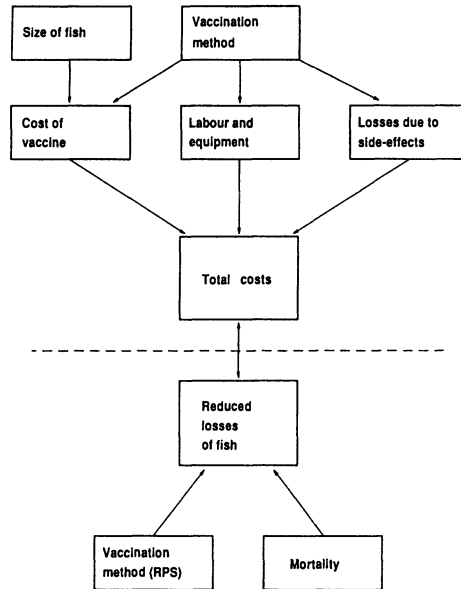 Size of fish
Vaccination
method
Cost of
vaccine
Labour and
equipment
Losses due to
side-effects
Total costs
Reduced
losses
of fish
Vaccination
method (RPS)
Mortality